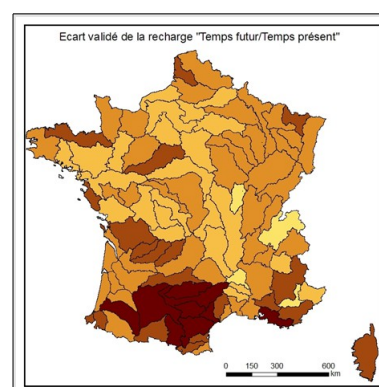 Ecart validé de la recharge "Temps futur/Temps présent"
0 150 300 600
km